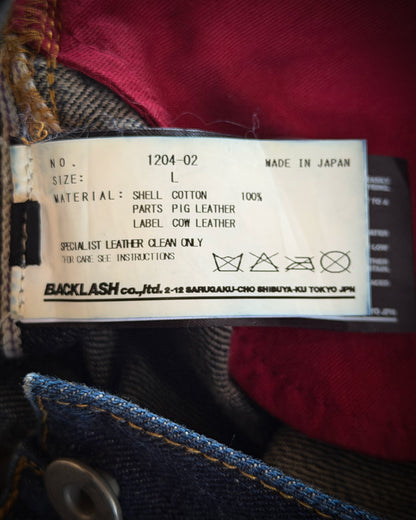 NO. 1204-02 MADE IN JAPAN
SIZE: L
MATERIAL: SHELL COTTON 100%
PARTS PIG LEATHER
LABEL COW LEATHER
SPECIALIST LEATHER CLEAN ONLY
FOR CARE SEE INSTRUCTIONS
BACKLASH co.,ltd. 2-12 SARUGAKU-CHO SHIBUYA-KU TOKYO JPN